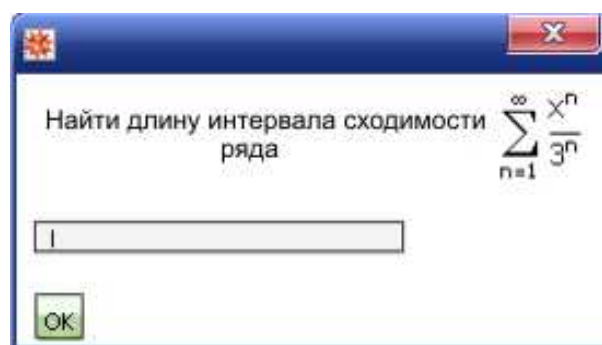 Найти длину интервала сходимости
ряда
∞
∑ xⁿ/3ⁿ
n=1
OK